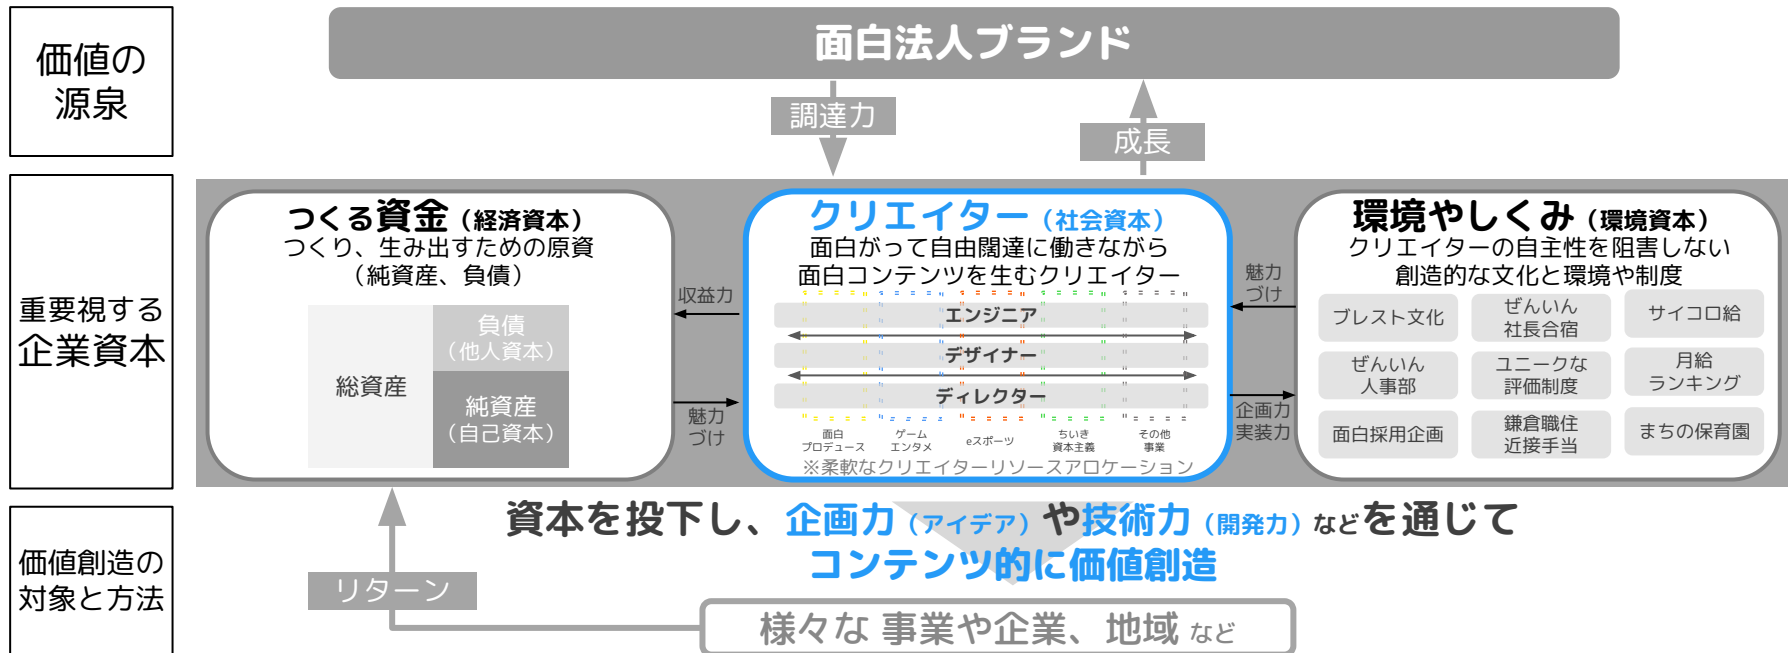 価値の
源泉
面白法人ブランド
調達力
成長
重要視する
企業資本
つくる資金（経済資本）
つくり、生み出すための原資
（純資産、負債）
総資産
負債
（他人資本）
純資産
（自己資本）
収益力
魅力
づけ
クリエイター（社会資本）
面白がって自由闊達に働きながら
面白コンテンツを生むクリエイター
エンジニア
デザイナー
ディレクター
面白
プロデュース
ゲーム
エンタメ
eスポーツ
ちいき
資本主義
その他
事業
※柔軟なクリエイターリソースアロケーション
魅力
づけ
企画力
実装力
環境やしくみ（環境資本）
クリエイターの自主性を阻害しない
創造的な文化と環境や制度
ブレスト文化
ぜんいん
社長合宿
サイコロ給
ぜんいん
人事部
ユニークな
評価制度
月給
ランキング
面白採用企画
鎌倉職住
近接手当
まちの保育園
価値創造の
対象と方法
資本を投下し、企画力（アイデア）や技術力（開発力）などを通じて
コンテンツ的に価値創造
リターン
様々な 事業や企業、地域 など